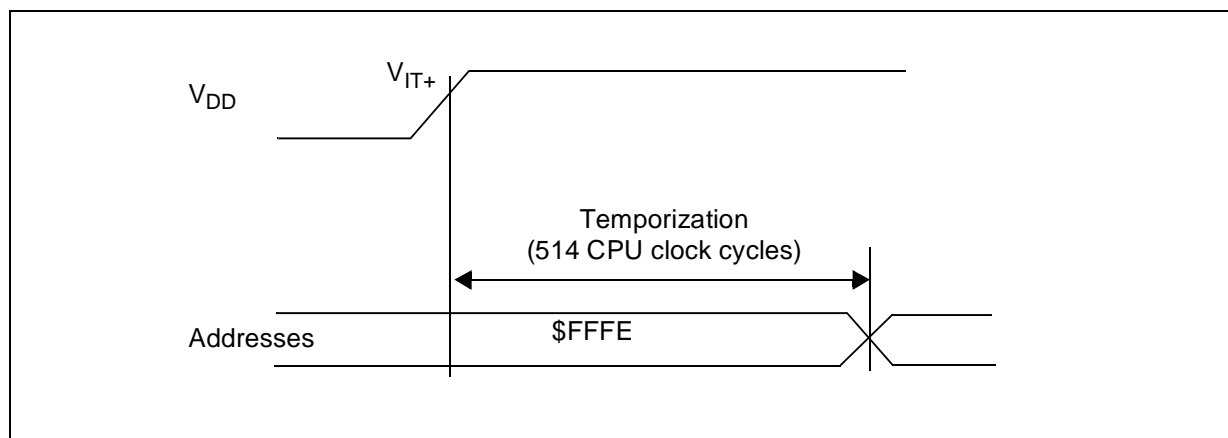 VIT+
VDD
Temporization
(514 CPU clock cycles)
Addresses
$FFFE